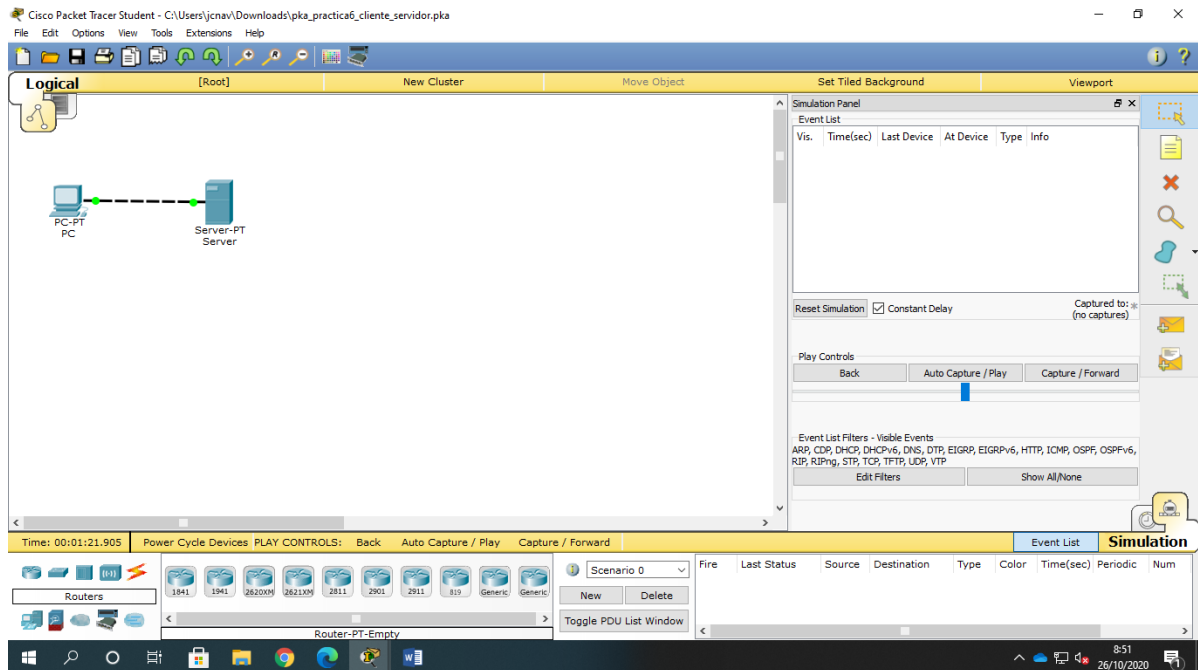 Cisco Packet Tracer Student - C:\Users\jcnav\Downloads\pka_practica6_cliente_servidor.pka
File Edit Options View Tools Extensions Help
Logical [Root] New Cluster Move Object Set Tiled Background Viewport
Simulation Panel
Event List
Vis. Time(sec) Last Device At Device Type Info
PC-PT
PC
Server-PT
Server
Reset Simulation Constant Delay
Captured to: *
(no captures)
Play Controls
Back Auto Capture / Play Capture / Forward
Event List Filters - Visible Events
ARP, CDP, DHCP, DHCPv6, DNS, DTP, EIGRP, EIGRPv6, HTTP, ICMP, OSPF, OSPFv6,
RIP, RIPng, STP, TCP, TFTP, UDP, VTP
Edit Filters Show All/None
Time: 00:01:21.905 Power Cycle Devices PLAY CONTROLS: Back Auto Capture / Play Capture / Forward Event List Simulation
Routers
1841 1941 2620XM 2621XM 2811 2901 2911 819 Generic Generic
Router-PT-Empty
Scenario 0
New Delete
Toggle PDU List Window
Fire Last Status Source Destination Type Color Time(sec) Periodic Num
8:51
26/10/2020